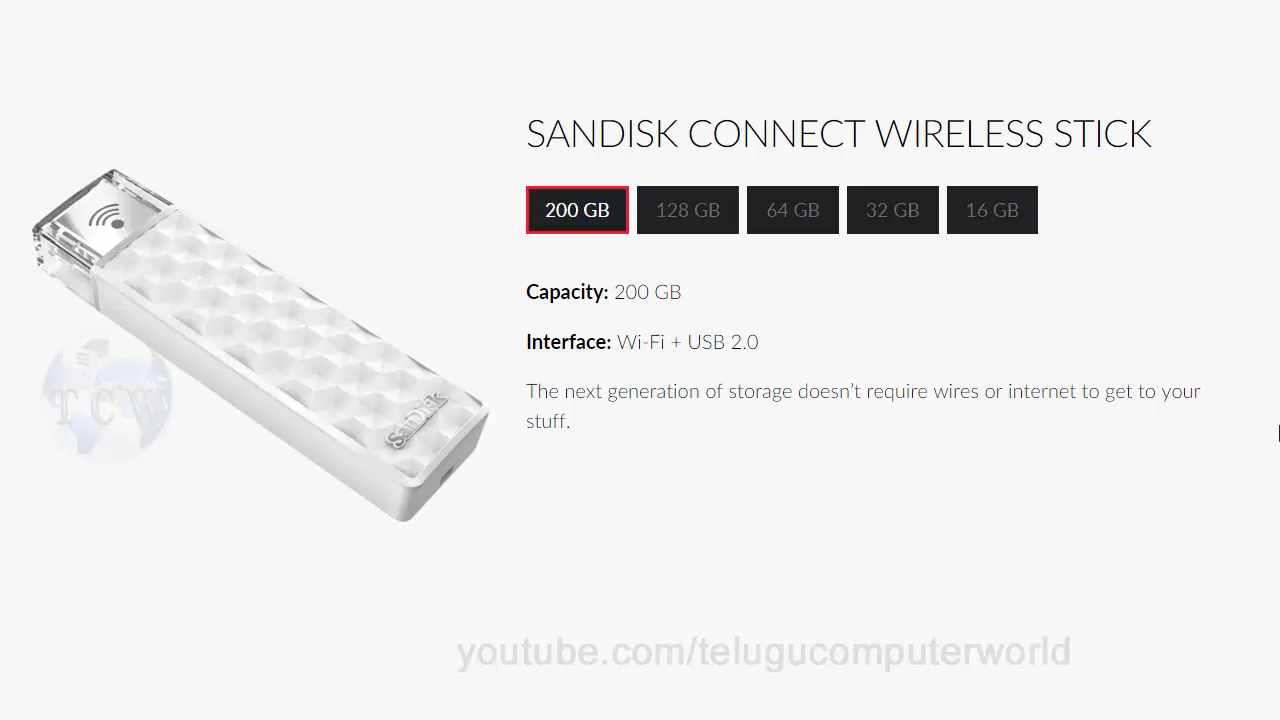 SANDISK CONNECT WIRELESS STICK
200 GB 128 GB 64 GB 32 GB 16 GB
Capacity: 200 GB
Interface: Wi-Fi + USB 2.0
The next generation of storage doesn’t require wires or internet to get to your
stuff.
SanDisk
TCW
youtube.com/telugucomputerworld